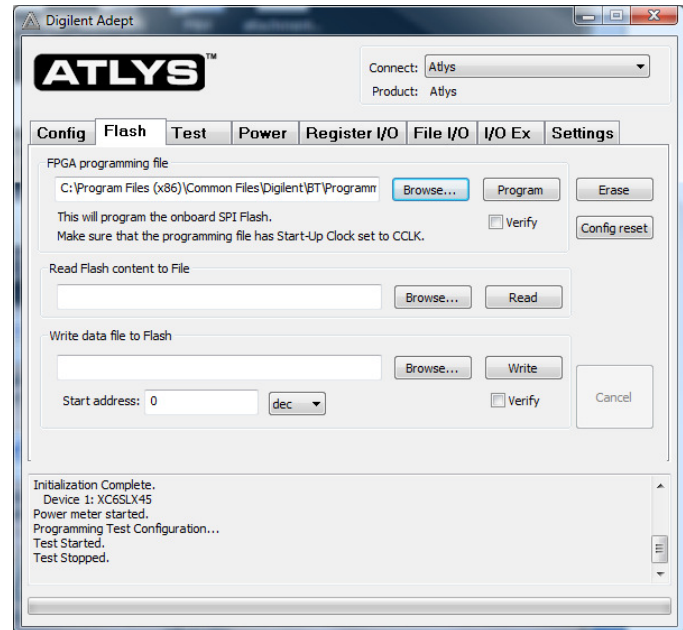 Digilent Adept
ATLYS™
Connect: Atlys
Product: Atlys
Config Flash Test Power Register I/O File I/O I/O Ex Settings
FPGA programming file
C:\Program Files (x86)\Common Files\Digilent\BT\Programm Browse... Program Erase
This will program the onboard SPI Flash.
Verify
Make sure that the programming file has Start-Up Clock set to CCLK.
Config reset
Read Flash content to File
Browse... Read
Write data file to Flash
Browse... Write
Start address: 0 dec Verify
Cancel
Initialization Complete.
Device 1: XC6SLX45
Power meter started.
Programming Test Configuration...
Test Started.
Test Stopped.